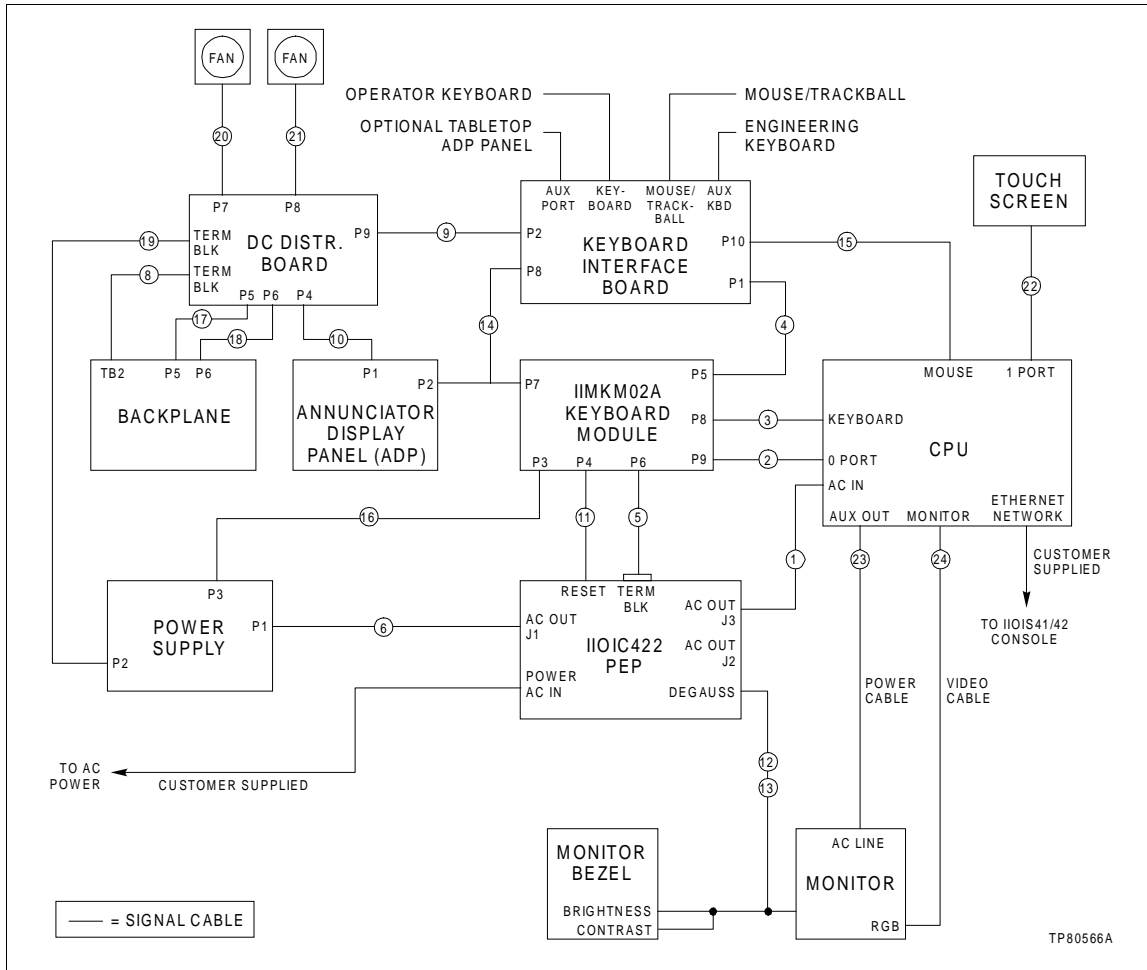 FAN
FAN
OPERATOR KEYBOARD
MOUSE/TRACKBALL
OPTIONAL TABLETOP
ADP PANEL
ENGINEERING
KEYBOARD
20
21
AUX
PORT
KEY-
BOARD
MOUSE/
TRACK-
BALL
AUX
KBD
TOUCH
SCREEN
P7
P8
TERM
BLK
TERM
BLK
DC DISTR.
BOARD
P9
P5
P6
P4
19
8
9
P2
P8
KEYBOARD
INTERFACE
BOARD
P10
P1
15
22
17
18
10
14
4
TB2
P5
P6
BACKPLANE
P1
P2
ANNUNCIATOR
DISPLAY
PANEL (ADP)
P7
IIMKM02A
KEYBOARD
MODULE
P5
P8
P9
P3
P4
P6
3
2
MOUSE
1 PORT
KEYBOARD
0 PORT
AC IN
CPU
AUX OUT
MONITOR
ETHERNET
NETWORK
16
11
5
1
23
24
CUSTOMER
SUPPLIED
TO IIOIS41/42
CONSOLE
P3
P1
P2
POWER
SUPPLY
6
RESET
TERM
BLK
AC OUT
J1
POWER
AC IN
IIOIC422
PEP
AC OUT
J3
AC OUT
J2
DEGAUSS
POWER
CABLE
VIDEO
CABLE
TO AC
POWER
CUSTOMER SUPPLIED
12
13
MONITOR
BEZEL
BRIGHTNESS
CONTRAST
AC LINE
MONITOR
RGB
= SIGNAL CABLE
TP80566A